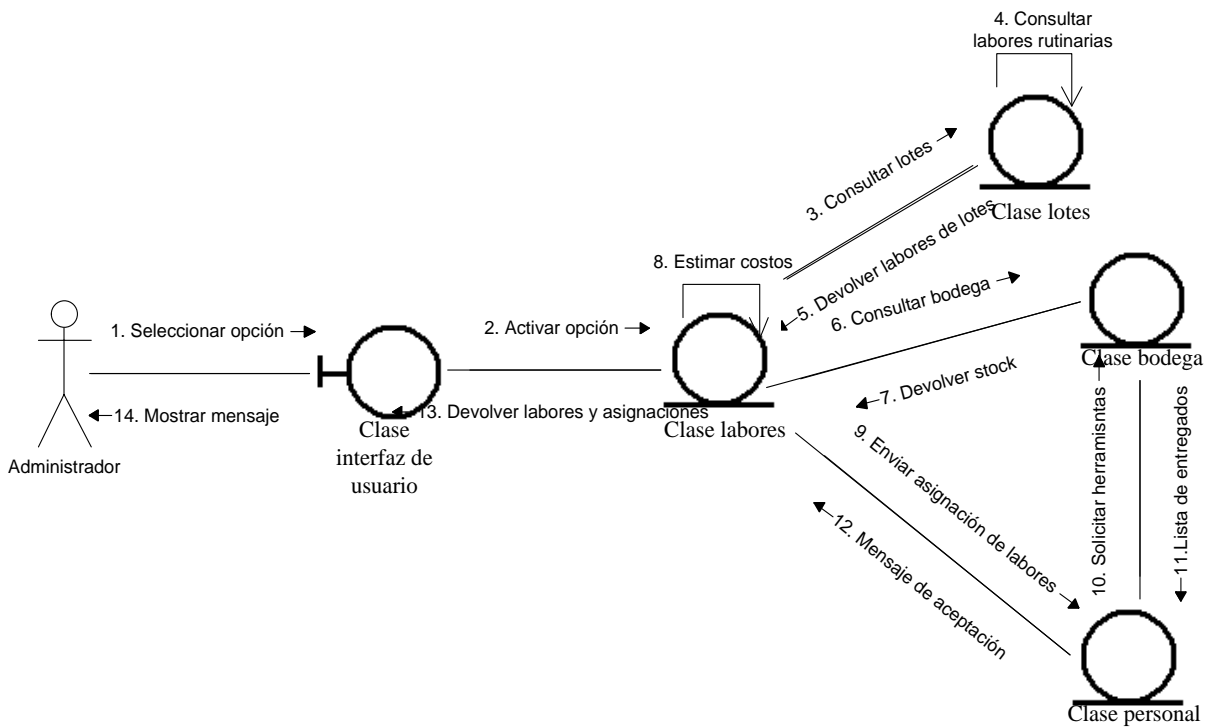 4. Consultar
labores rutinarias
3. Consultar lotes
Clase lotes
8. Estimar costos
5. Devolver labores de lotes
6. Consultar bodega
1. Seleccionar opción
2. Activar opción
Clase bodega
7. Devolver stock
14. Mostrar mensaje
13. Devolver labores y asignaciones
Clase labores
Clase
interfaz de
usuario
Administrador
9. Enviar asignación de labores
10. Solicitar herramisntas
11.Lista de entregados
12. Mensaje de aceptación
Clase personal